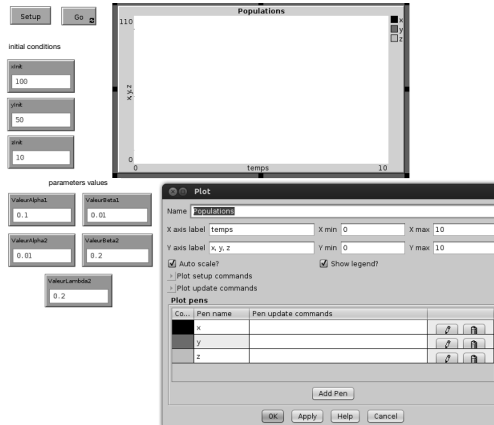 Setup
Go
initial conditions
xInit
100
yInit
50
zInit
10
parameters values
ValeurAlpha1
0.1
ValeurBeta1
0.01
ValeurAlpha2
0.01
ValeurBeta2
0.2
ValeurLambda2
0.2
Populations
110
x,y,z
0
0
temps
10
x
y
z
Plot
Name Populations
X axis label temps X min 0 X max 10
Y axis label x, y, z Y min 0 Y max 10
Auto scale? Show legend?
Plot setup commands
Plot update commands
Plot pens
Co... Pen name Pen update commands
x
y
z
Add Pen
OK Apply Help Cancel